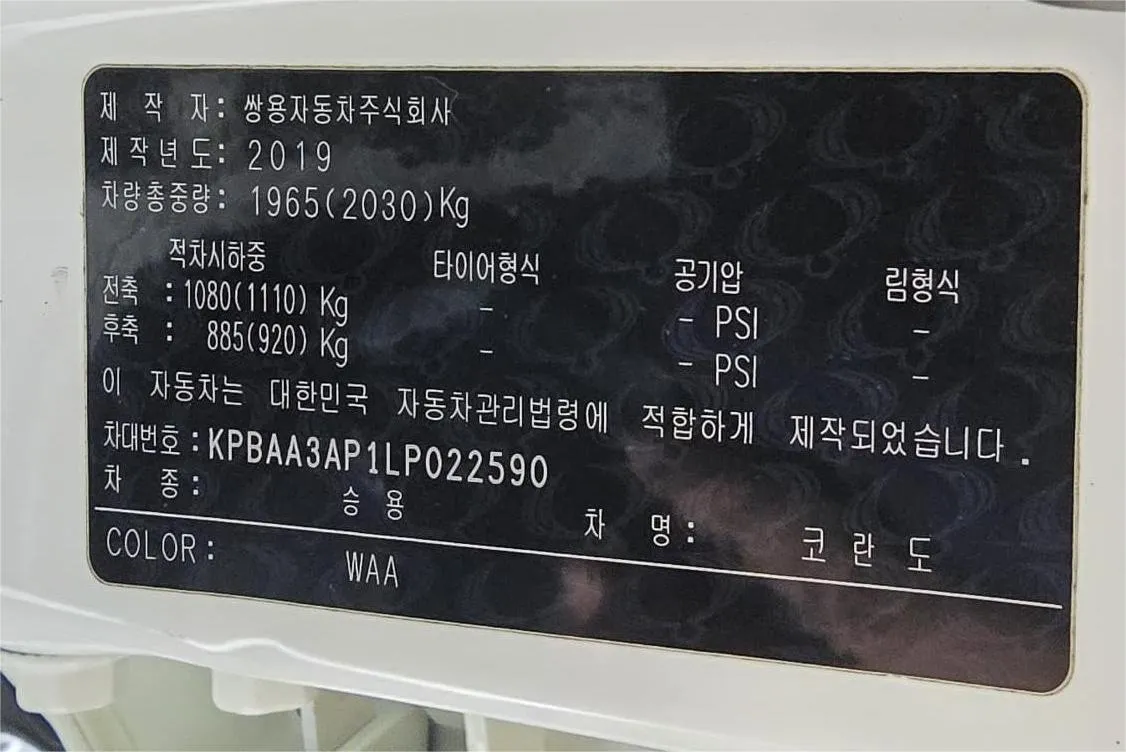 제 작 자: 쌍용자동차주식회사
제작년도: 2019
차량총중량: 1965(2030)Kg
적차시하중 타이어형식 공기압 림형식
전축 : 1080(1110) Kg - - PSI -
후축 : 885(920) Kg - - PSI -
이 자동차는 대한민국 자동차관리법령에 적합하게 제작되었습니다.
차대번호: KPBAA3AP1LP022590
차 종: 승 용 차 명: 코 란 도
COLOR: WAA